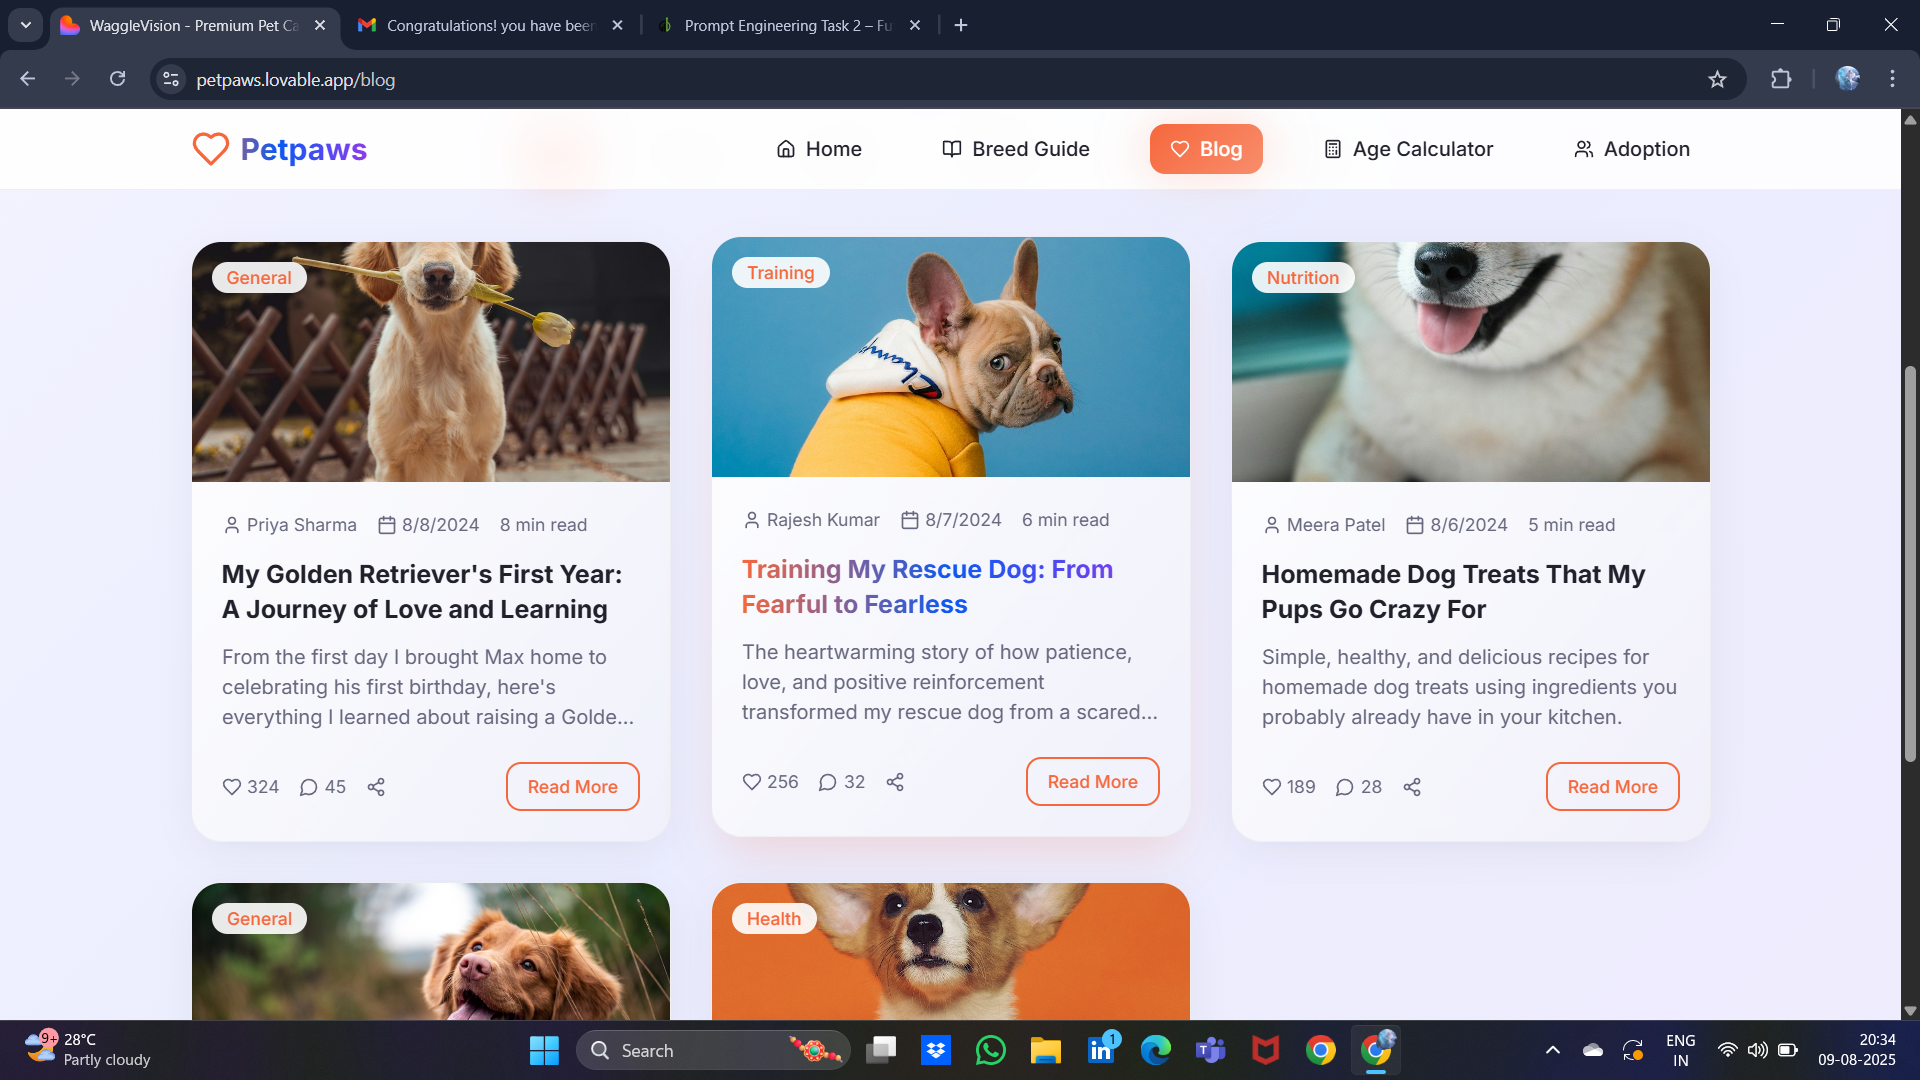 WaggleVision - Premium Pet Ca
Congratulations! you have been
Prompt Engineering Task 2 – Fu
petpaws.lovable.app/blog
Petpaws
Home
Breed Guide
Blog
Age Calculator
Adoption
General
Priya Sharma 8/8/2024 8 min read
My Golden Retriever's First Year:
A Journey of Love and Learning
From the first day I brought Max home to
celebrating his first birthday, here's
everything I learned about raising a Golde...
324 45 Read More
Training
Rajesh Kumar 8/7/2024 6 min read
Training My Rescue Dog: From
Fearful to Fearless
The heartwarming story of how patience,
love, and positive reinforcement
transformed my rescue dog from a scared...
256 32 Read More
Nutrition
Meera Patel 8/6/2024 5 min read
Homemade Dog Treats That My
Pups Go Crazy For
Simple, healthy, and delicious recipes for
homemade dog treats using ingredients you
probably already have in your kitchen.
189 28 Read More
General
Health
9+
28°C
Partly cloudy
Search
1
ENG
IN
20:34
09-08-2025